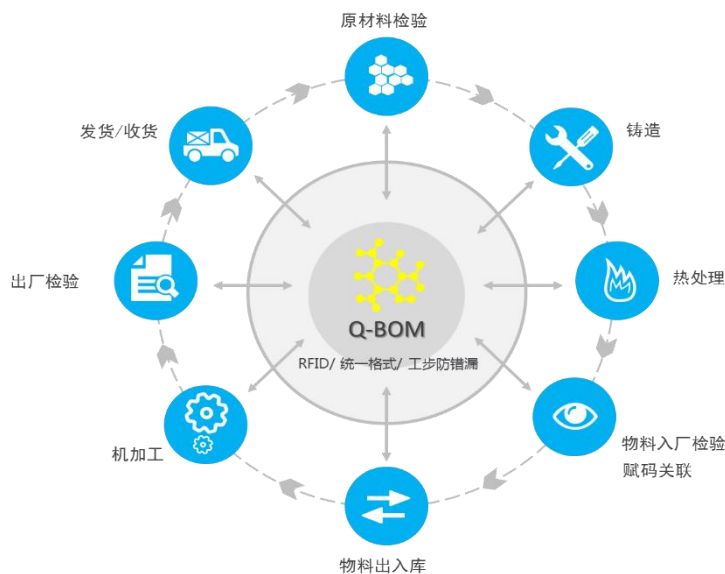 原材料检验
发货/收货
铸造
出厂检验
热处理
Q-BOM
RFID/ 统一格式/ 工步防错漏
机加工
物料入厂检验
赋码关联
物料出入库